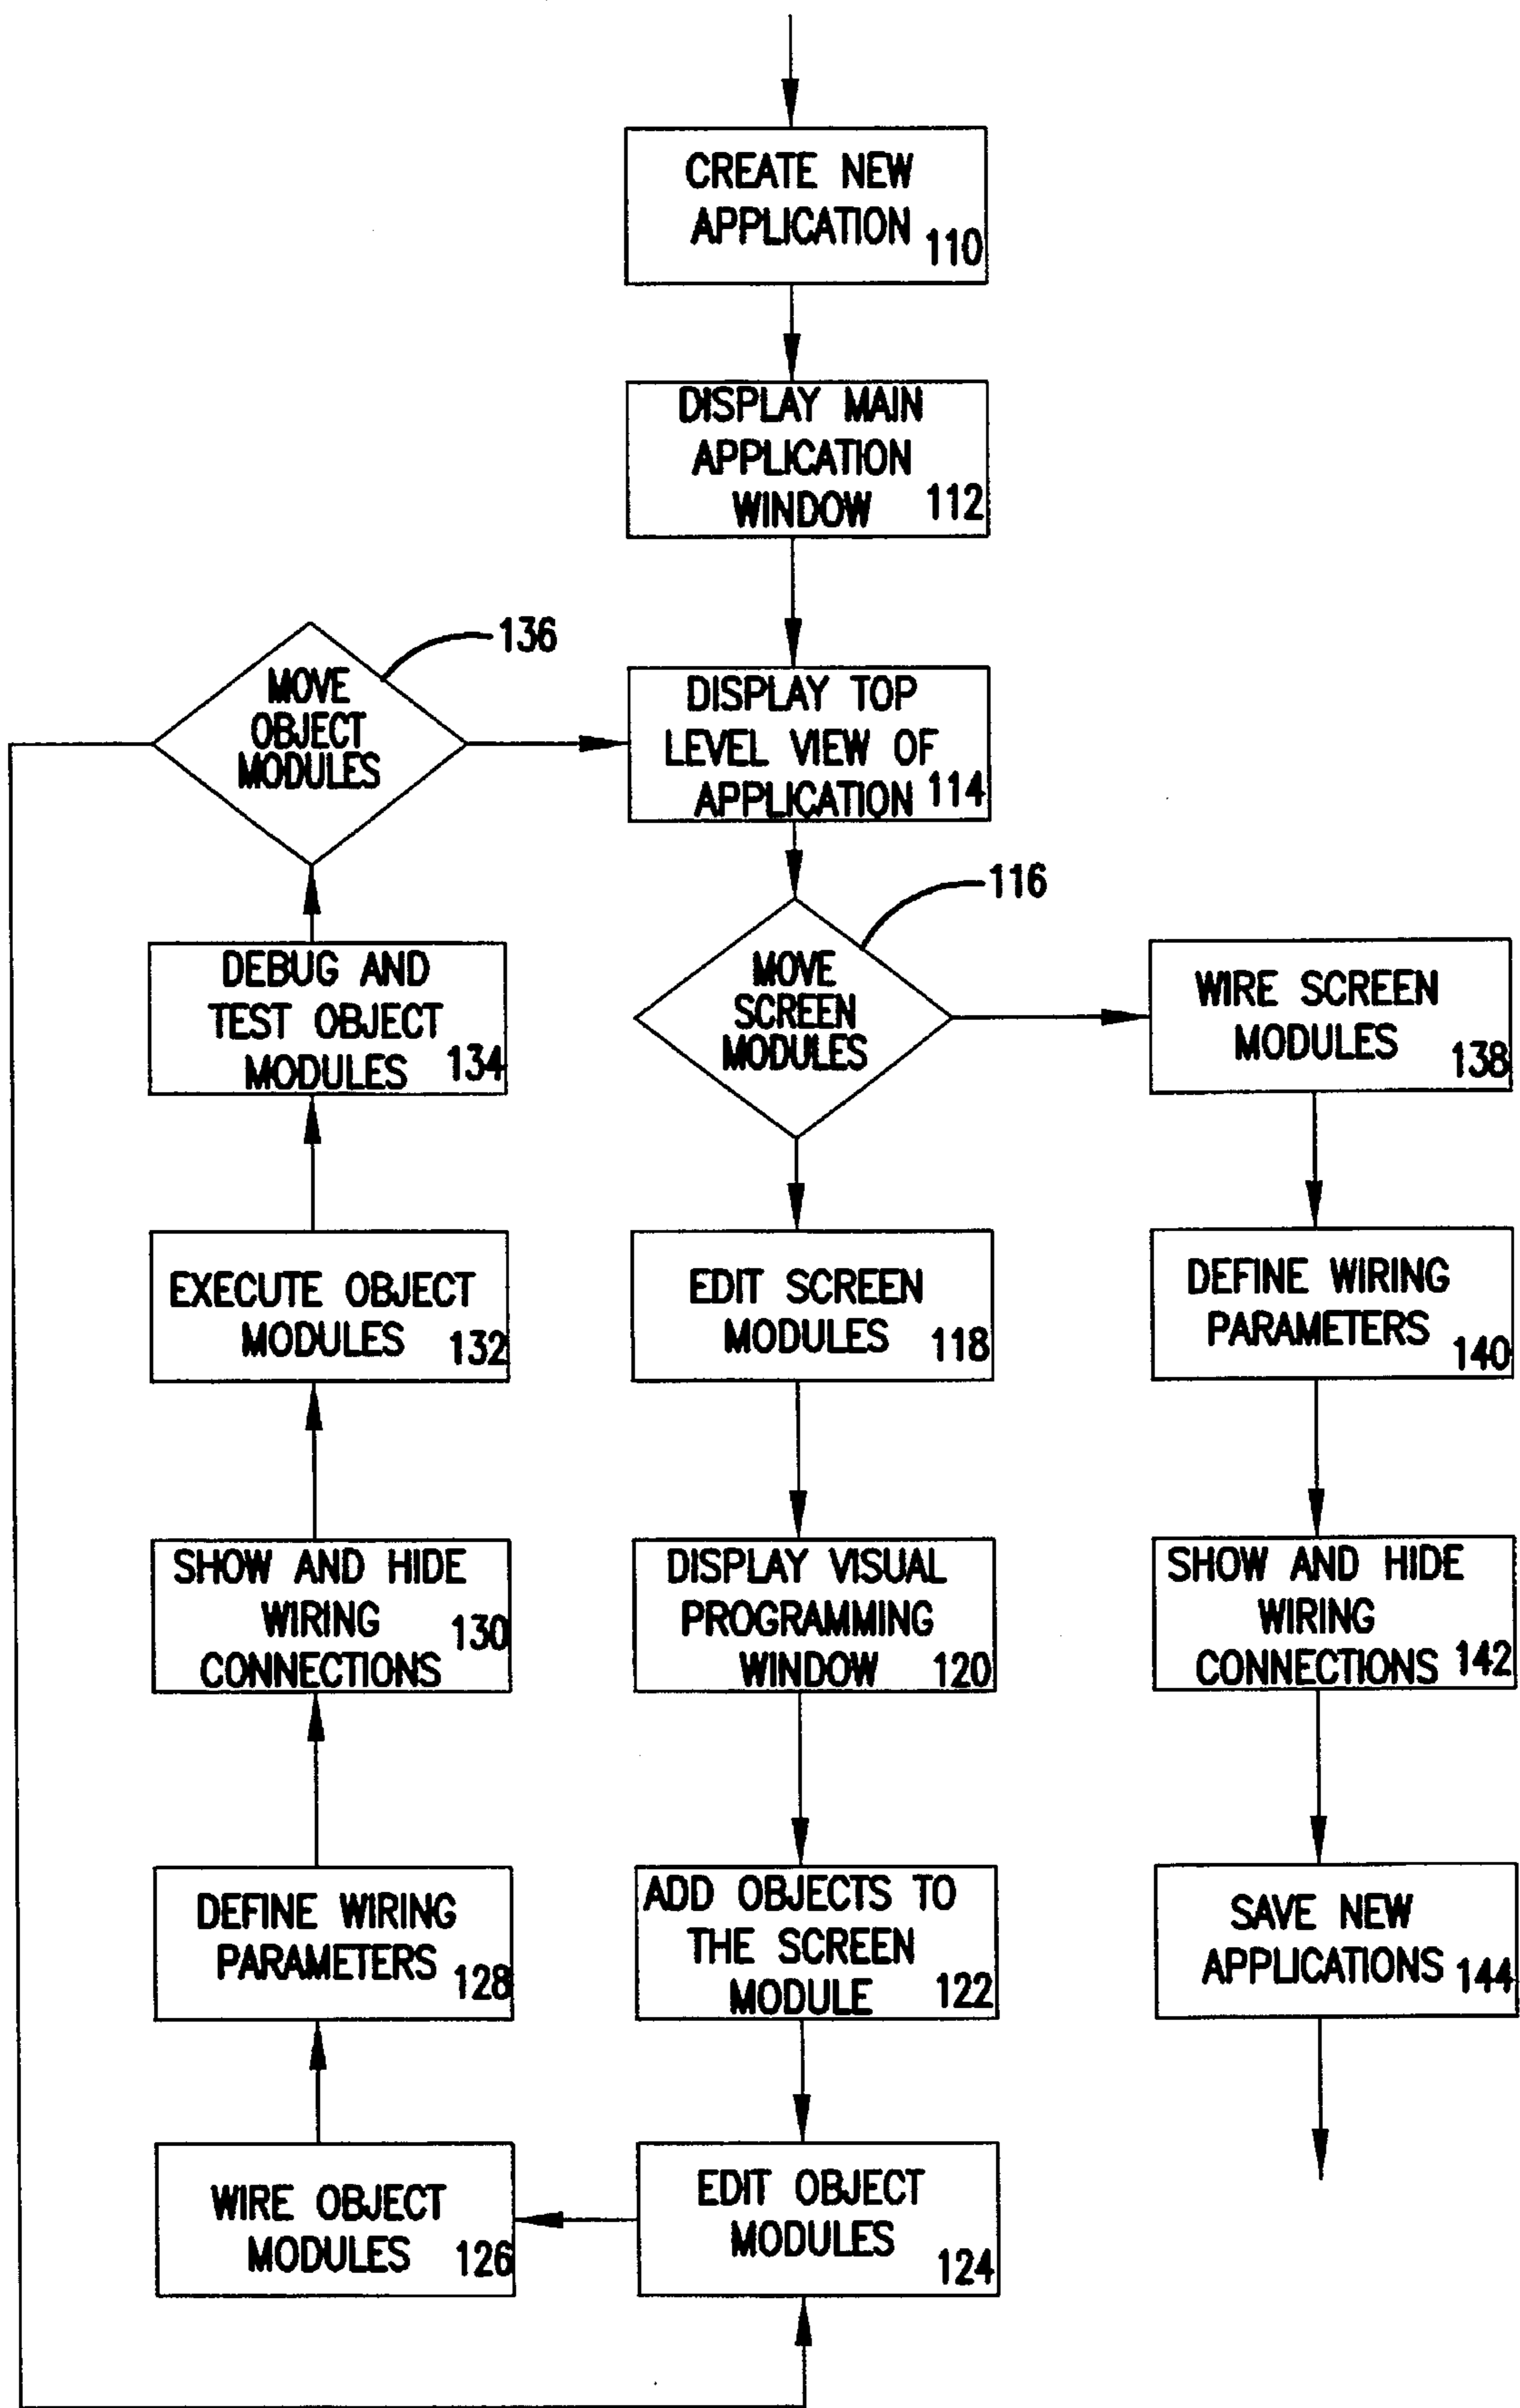 CREATE NEW
APPLICATION 110
DISPLAY MAIN
APPLICATION
WINDOW 112
DISPLAY TOP
LEVEL VIEW OF
APPLICATION 114
116
MOVE
SCREEN
MODULES
EDIT SCREEN
MODULES 118
DISPLAY VISUAL
PROGRAMMING
WINDOW 120
ADD OBJECTS TO
THE SCREEN
MODULE 122
EDIT OBJECT
MODULES 124
WIRE OBJECT
MODULES 126
DEFINE WIRING
PARAMETERS 128
SHOW AND HIDE
WIRING 130
CONNECTIONS
EXECUTE OBJECT
MODULES 132
DEBUG AND
TEST OBJECT
MODULES 134
136
MOVE
OBJECT
MODULES
WIRE SCREEN
MODULES 138
DEFINE WIRING
PARAMETERS 140
SHOW AND HIDE
WIRING
CONNECTIONS 142
SAVE NEW
APPLICATIONS 144